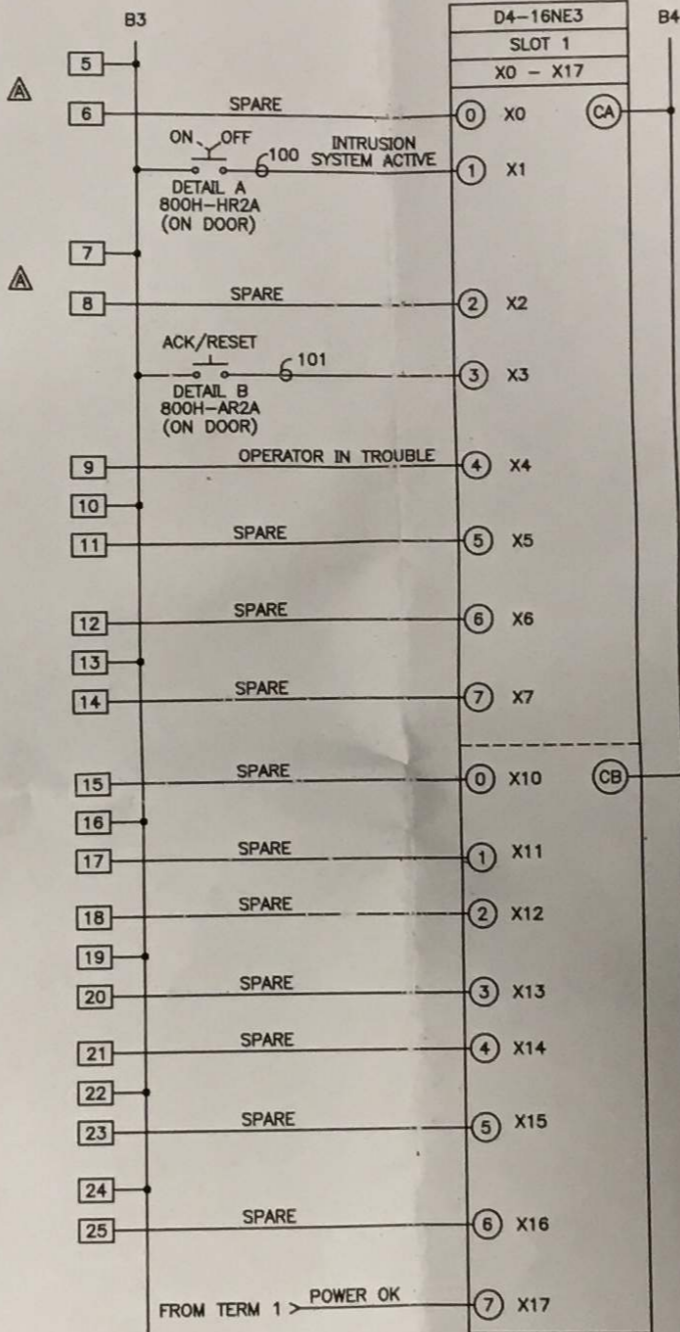 B3
D4-16NE3
B4
SLOT 1
X0 - X17
5
A
6 SPARE 0 X0 CA
ON OFF
100 INTRUSION
SYSTEM ACTIVE
1 X1
DETAIL A
800H-HR2A
(ON DOOR)
7
A
8 SPARE 2 X2
ACK/RESET
101
3 X3
DETAIL B
800H-AR2A
(ON DOOR)
9 OPERATOR IN TROUBLE 4 X4
10
11 SPARE 5 X5
12 SPARE 6 X6
13
14 SPARE 7 X7
15 SPARE 0 X10 CB
16
17 SPARE 1 X11
18 SPARE 2 X12
19
20 SPARE 3 X13
21 SPARE 4 X14
22
23 SPARE 5 X15
24
25 SPARE 6 X16
FROM TERM 1 > POWER OK 7 X17